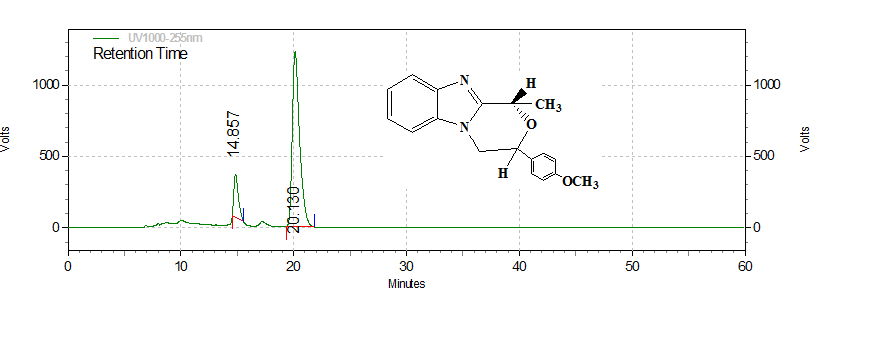 UV1000-255nm
Retention Time
1000
500
0
Volts
14.857
20.130
N
N
H
CH3
O
H
OCH3
1000
500
0
Volts
0
10
20
30
40
50
60
Minutes